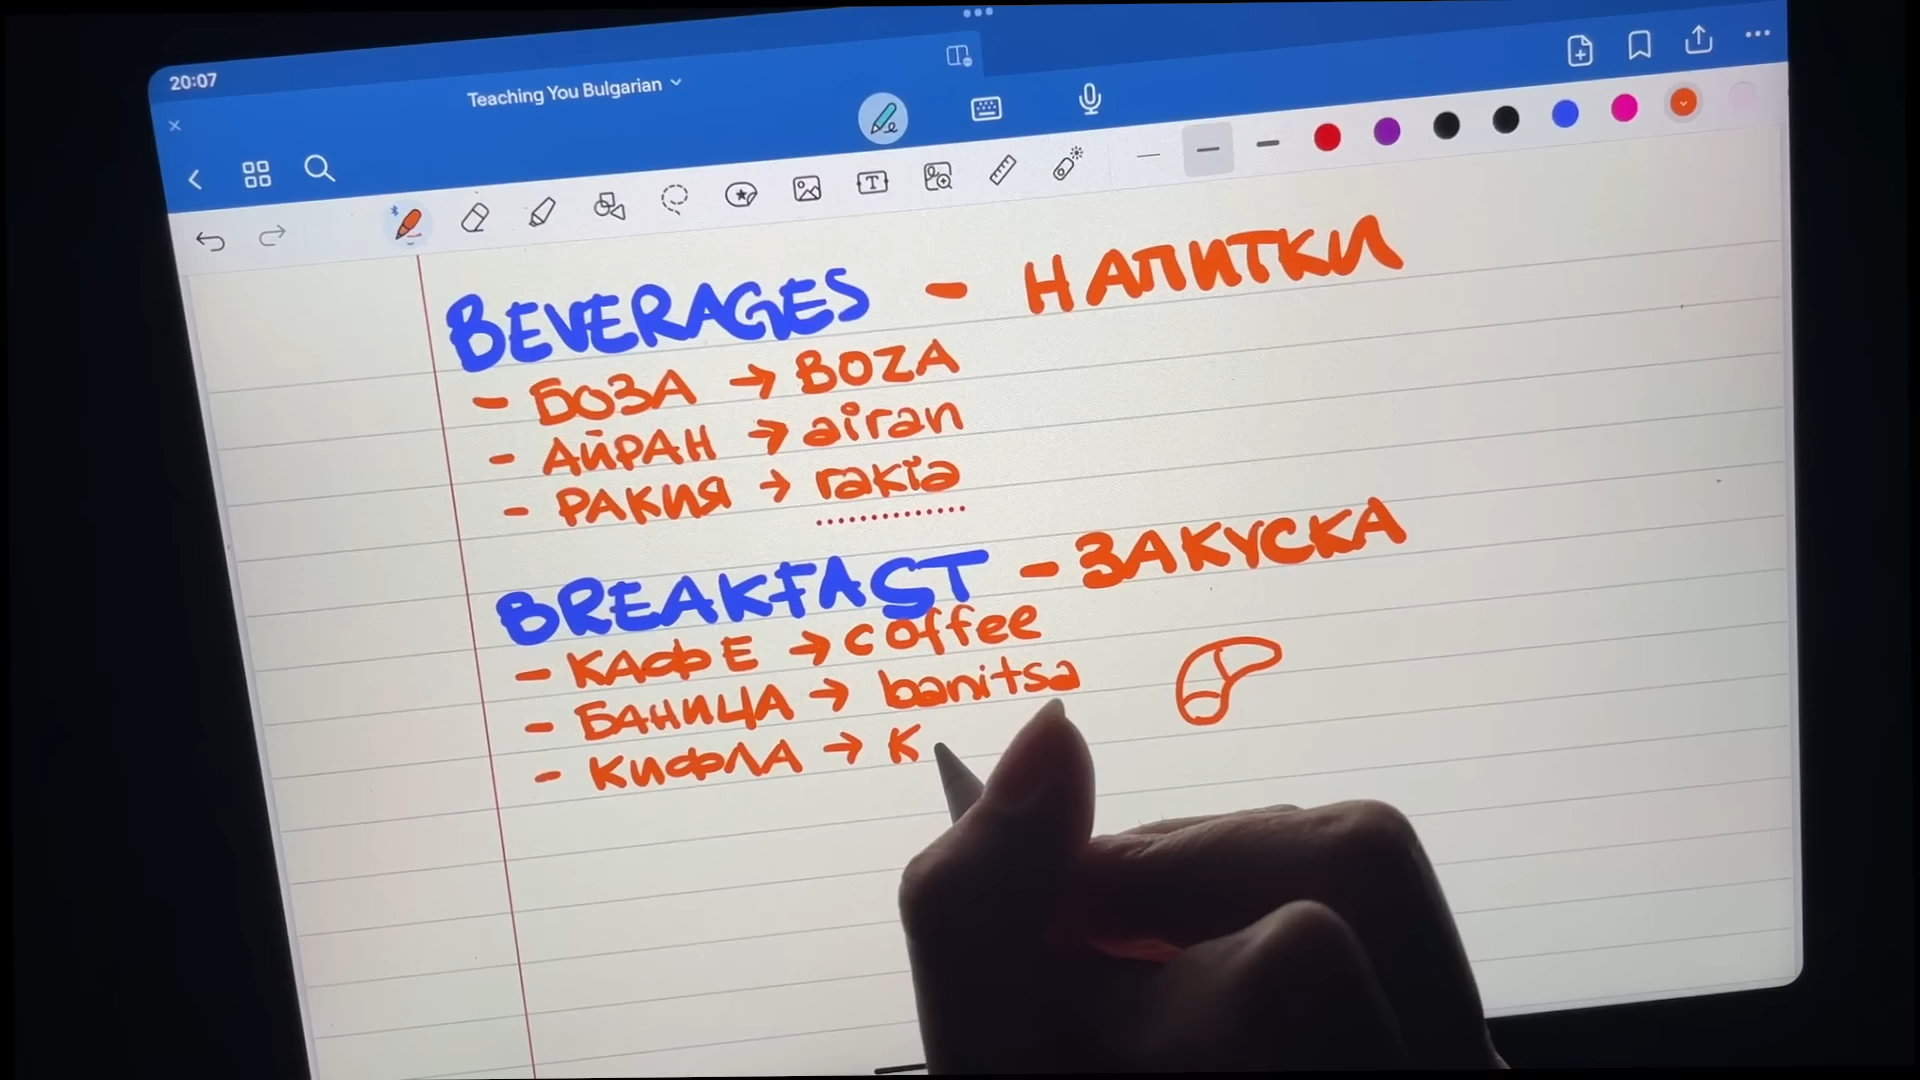 20:07
Teaching You Bulgarian
BEVERAGES - НАПИТКИ
- БОЗА → BOZA
- АЙРАН → airan
- РАКИЯ → rakia
BREAKFAST - ЗАКУСКА
- КАФЕ → coffee
- БАНИЦА → banitsa
- КИФЛА → K